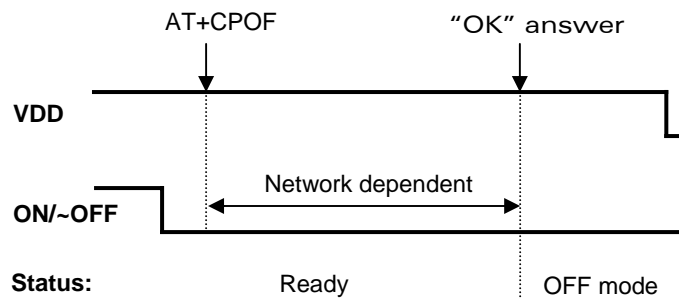 AT+CPOF
"OK" answer
VDD
Network dependent
ON/~OFF
Status: Ready OFF mode